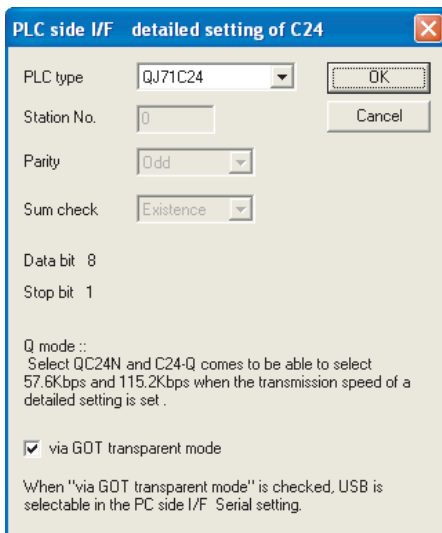 PLC side I/F detailed setting of C24
PLC type QJ71C24 OK
Station No. 0 Cancel
Parity Odd
Sum check Existence
Data bit 8
Stop bit 1
Q mode ::
Select QC24N and C24-Q comes to be able to select
57.6Kbps and 115.2Kbps when the transmission speed of a
detailed setting is set .
via GOT transparent mode
When "via GOT transparent mode" is checked, USB is
selectable in the PC side I/F Serial setting.